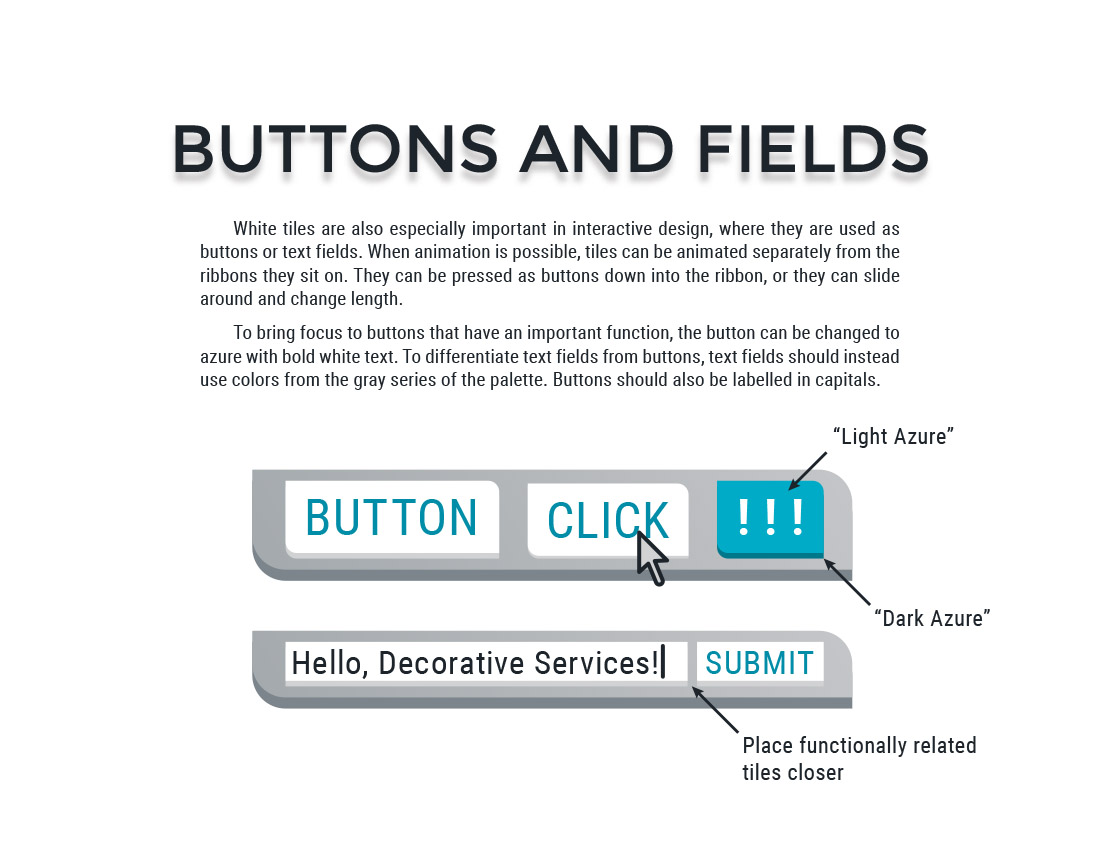 BUTTONS AND FIELDS
White tiles are also especially important in interactive design, where they are used as
buttons or text fields. When animation is possible, tiles can be animated separately from the
ribbons they sit on. They can be pressed as buttons down into the ribbon, or they can slide
around and change length.
To bring focus to buttons that have an important function, the button can be changed to
azure with bold white text. To differentiate text fields from buttons, text fields should instead
use colors from the gray series of the palette. Buttons should also be labelled in capitals.
“Light Azure”
BUTTON CLICK !!!
“Dark Azure”
Hello, Decorative Services! SUBMIT
Place functionally related
tiles closer